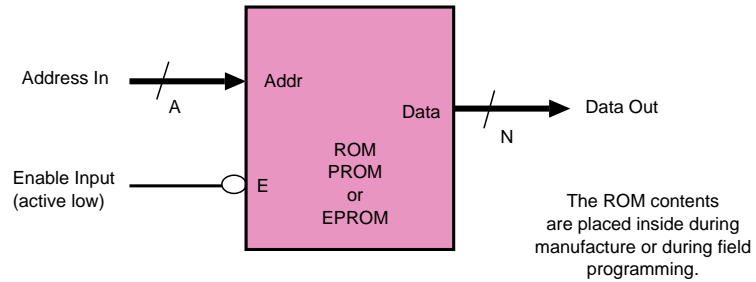 Address In
A
Addr
Data
N
Data Out
Enable Input
(active low)
E
ROM
PROM
or
EPROM
The ROM contents
are placed inside during
manufacture or during field
programming.